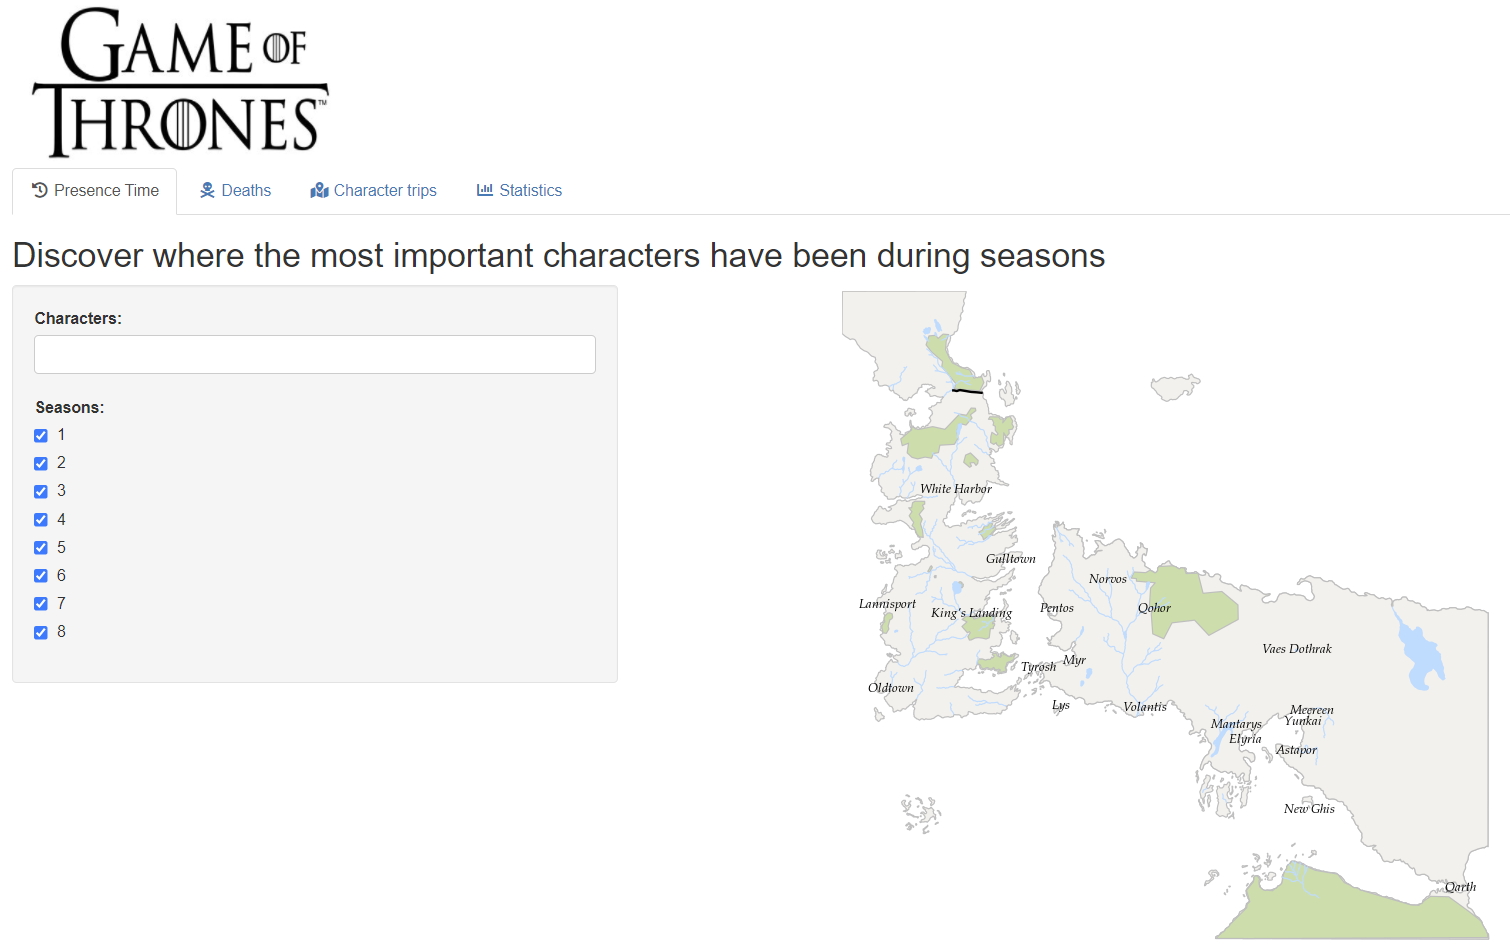 GAME OF
THRONES™
Presence Time
Deaths
Character trips
Statistics
Discover where the most important characters have been during seasons
Characters:
Seasons:
1
2
3
4
5
6
7
8
White Harbor
Gulltown
Norvos
Lannisport
King's Landing
Pentos
Qohor
Vaes Dothrak
Myr
Tyrosh
Oldtown
Lys
Volantis
Meereen
Yunkai
Mantarys
Elyria
Astapor
New Ghis
Qarth